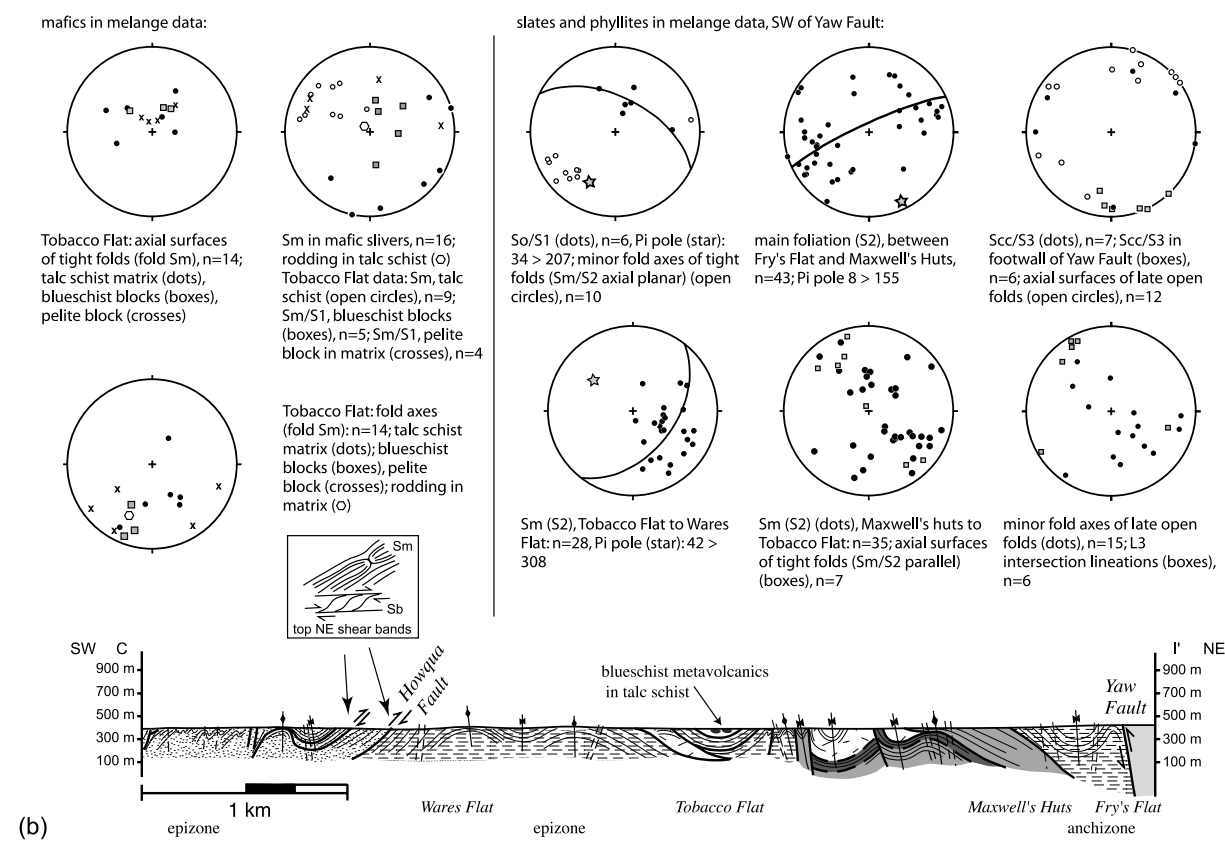 mafics in melange data:
slates and phyllites in melange data, SW of Yaw Fault:
Tobacco Flat: axial surfaces
of tight folds (fold Sm), n=14;
talc schist matrix (dots),
blueschist blocks (boxes),
pelite block (crosses)
Sm in mafic slivers, n=16;
rodding in talc schist (⬡)
Tobacco Flat data: Sm, talc
schist (open circles), n=9;
Sm/S1, blueschist blocks
(boxes), n=5; Sm/S1, pelite
block in matrix (crosses), n=4
So/S1 (dots), n=6, Pi pole (star):
34 > 207; minor fold axes of tight
folds (Sm/S2 axial planar) (open
circles), n=10
main foliation (S2), between
Fry's Flat and Maxwell's Huts,
n=43; Pi pole 8 > 155
Scc/S3 (dots), n=7; Scc/S3 in
footwall of Yaw Fault (boxes),
n=6; axial surfaces of late open
folds (open circles), n=12
Tobacco Flat: fold axes
(fold Sm): n=14; talc schist
matrix (dots); blueschist
blocks (boxes), pelite
block (crosses); rodding in
matrix (⬡)
Sm (S2), Tobacco Flat to Wares
Flat: n=28, Pi pole (star): 42 >
308
Sm (S2) (dots), Maxwell's huts to
Tobacco Flat: n=35; axial surfaces
of tight folds (Sm/S2 parallel)
(boxes), n=7
minor fold axes of late open
folds (dots), n=15; L3
intersection lineations (boxes),
n=6
Sm
Sb
top NE shear bands
SW C
I' NE
900 m
700 m
500 m
300 m
100 m
Howqua
Fault
blueschist metavolcanics
in talc schist
Yaw
Fault
900 m
700 m
500 m
300 m
100 m
1 km
Wares Flat
Tobacco Flat
Maxwell's Huts
Fry's Flat
(b)
epizone
epizone
anchizone